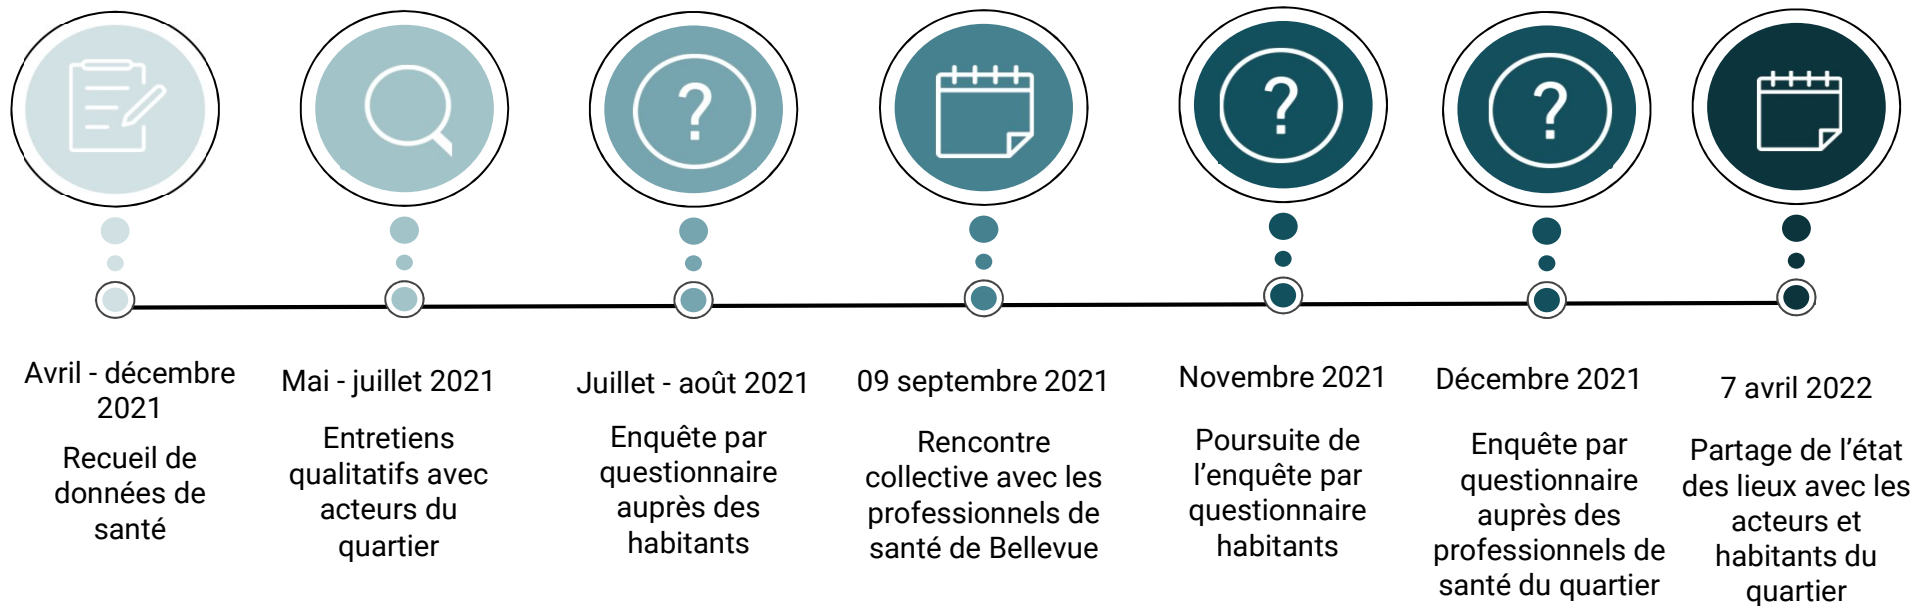 Avril - décembre
2021
Recueil de
données de
santé
Mai - juillet 2021
Entretiens
qualitatifs avec
acteurs du
quartier
Juillet - août 2021
Enquête par
questionnaire
auprès des
habitants
09 septembre 2021
Rencontre
collective avec les
professionnels de
santé de Bellevue
Novembre 2021
Poursuite de
l’enquête par
questionnaire
habitants
Décembre 2021
Enquête par
questionnaire
auprès des
professionnels de
santé du quartier
7 avril 2022
Partage de l’état
des lieux avec les
acteurs et
habitants du
quartier